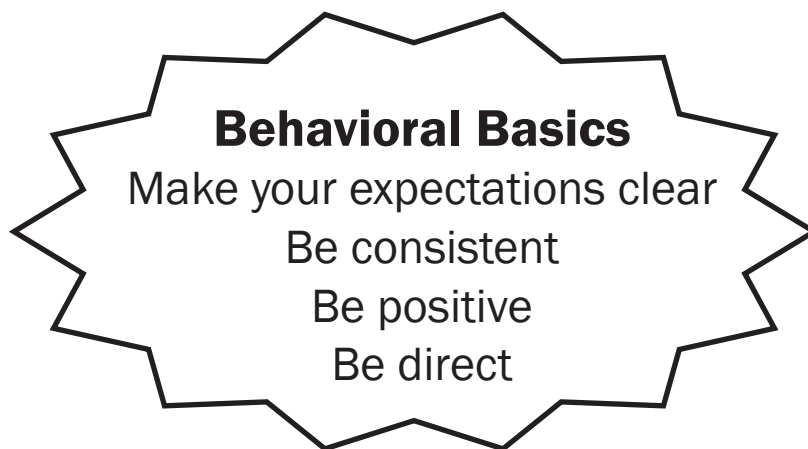 Behavioral Basics
Make your expectations clear
Be consistent
Be positive
Be direct